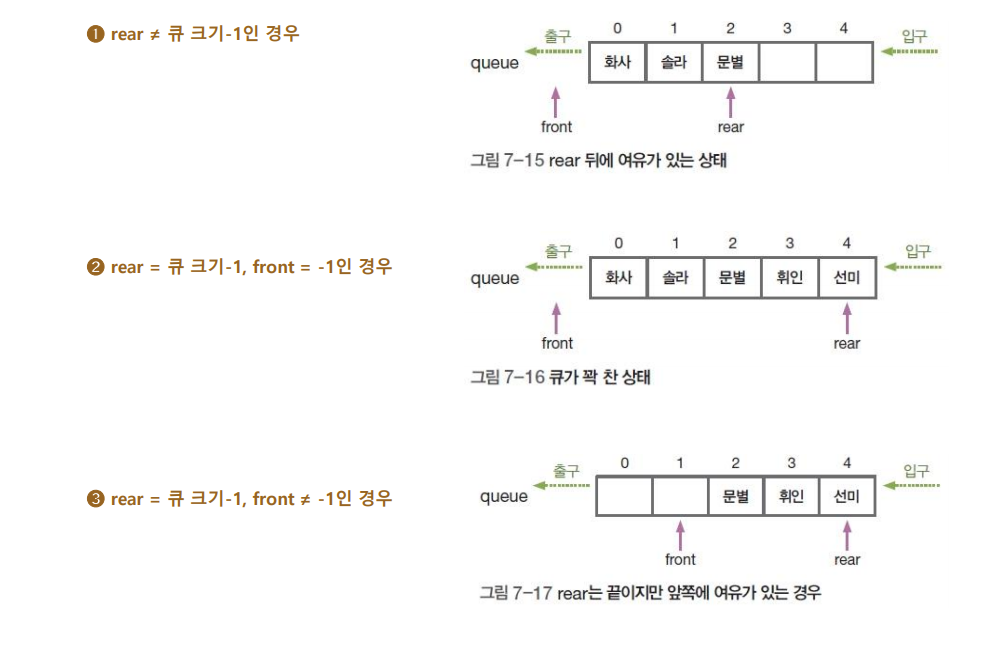 ❶ rear ≠ 큐 크기-1인 경우
0 1 2 3 4
출구 입구
queue 화사 솔라 문별
front rear
그림 7-15 rear 뒤에 여유가 있는 상태
❷ rear = 큐 크기-1, front = -1인 경우
0 1 2 3 4
출구 입구
queue 화사 솔라 문별 휘인 선미
front rear
그림 7-16 큐가 꽉 찬 상태
❸ rear = 큐 크기-1, front ≠ -1인 경우
0 1 2 3 4
출구 입구
queue 문별 휘인 선미
front rear
그림 7-17 rear는 끝이지만 앞쪽에 여유가 있는 경우